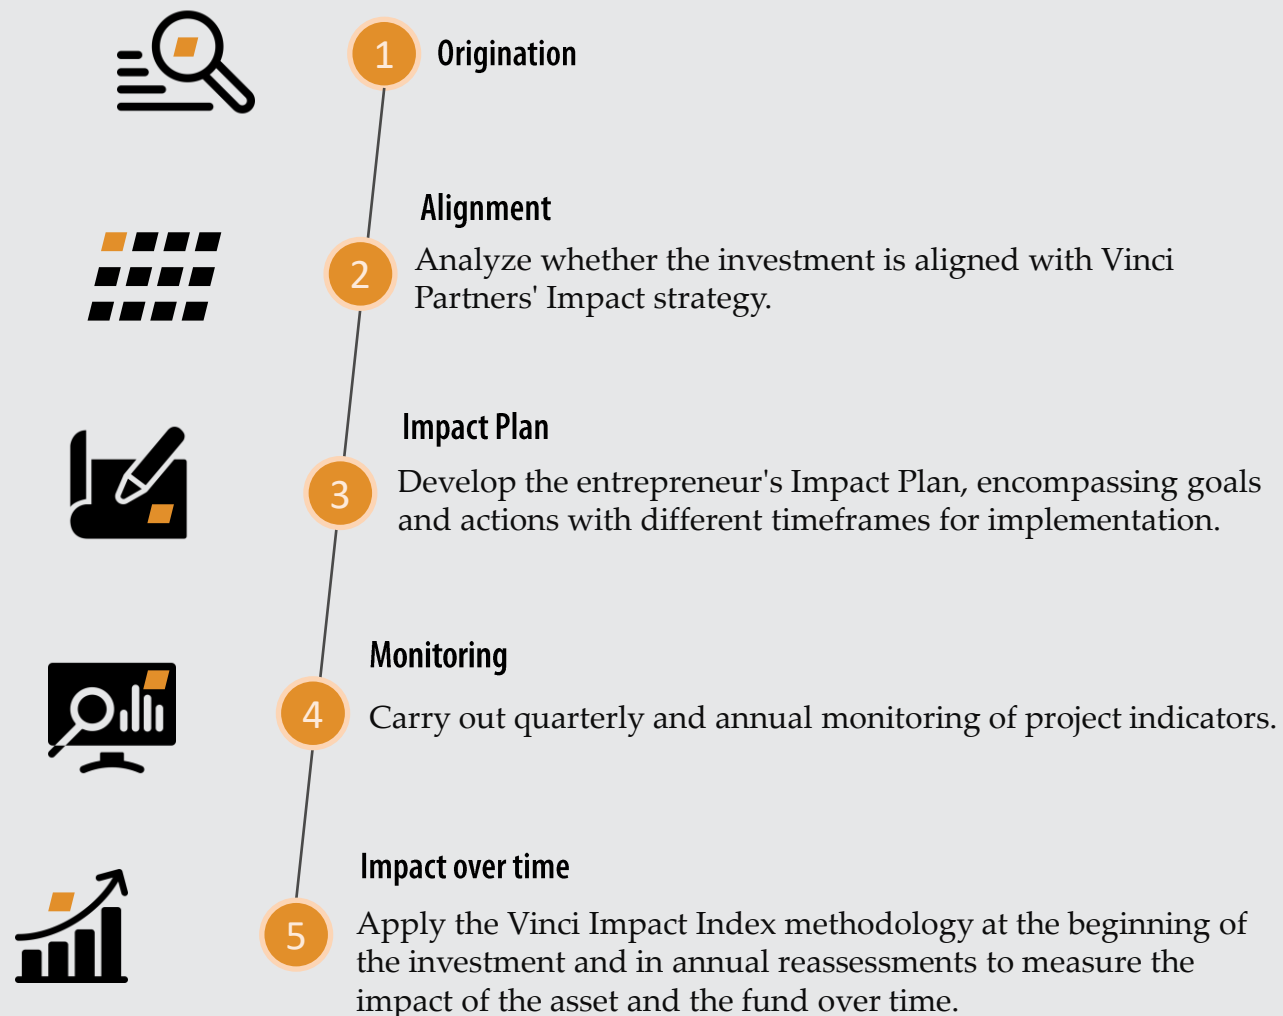 1 Origination
Alignment
2 Analyze whether the investment is aligned with Vinci
Partners' Impact strategy.
Impact Plan
3 Develop the entrepreneur's Impact Plan, encompassing goals
and actions with different timeframes for implementation.
Monitoring
4 Carry out quarterly and annual monitoring of project indicators.
Impact over time
5 Apply the Vinci Impact Index methodology at the beginning of
the investment and in annual reassessments to measure the
impact of the asset and the fund over time.